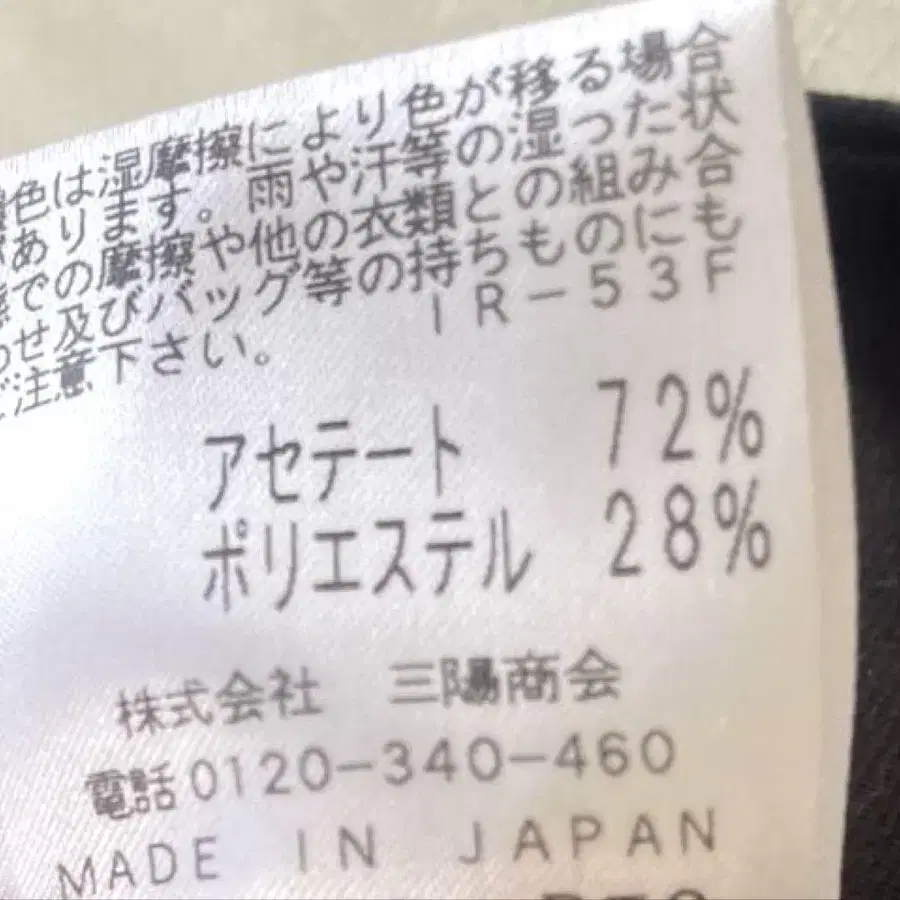 濃色は湿摩擦により色が移る場合
があります。雨や汗等の湿った状
態での摩擦や他の衣類との組み合
わせ及びバッグ等の持ちものにも
ご注意下さい。 IR-53F
アセテート 72%
ポリエステル 28%
株式会社 三陽商会
電話0120-340-460
MADE IN JAPAN